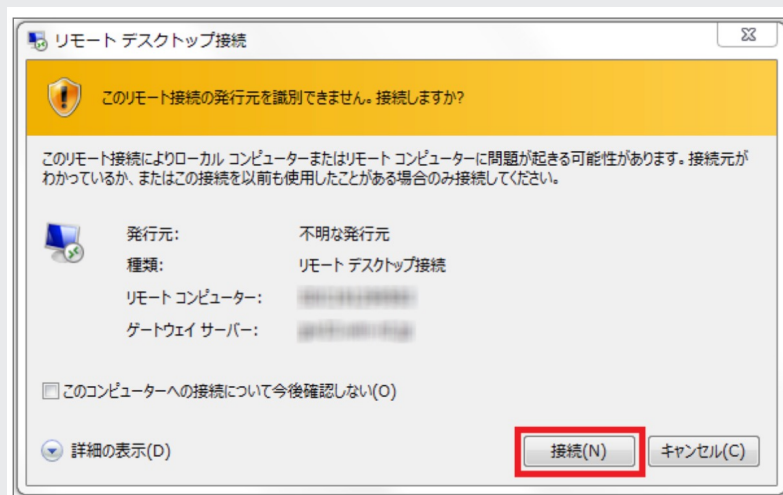 リモート デスクトップ接続
このリモート接続の発行元を識別できません。接続しますか?
このリモート接続によりローカル コンピューターまたはリモート コンピューターに問題が起きる可能性があります。接続元が
わかっているか、またはこの接続を以前も使用したことがある場合のみ接続してください。
発行元: 不明な発行元
種類: リモート デスクトップ接続
リモート コンピューター:
ゲートウェイ サーバー:
このコンピューターへの接続について今後確認しない(O)
詳細の表示(D) 接続(N) キャンセル(C)